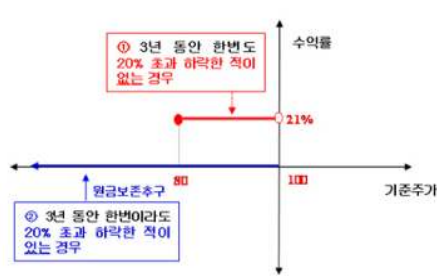 ① 3년 동안 한번도
20% 초과 하락한 적이
없는 경우
수익률
21%
80
100
기준주가
원금보존추구
② 3년 동안 한번이라도
20% 초과 하락한 적이
있는 경우